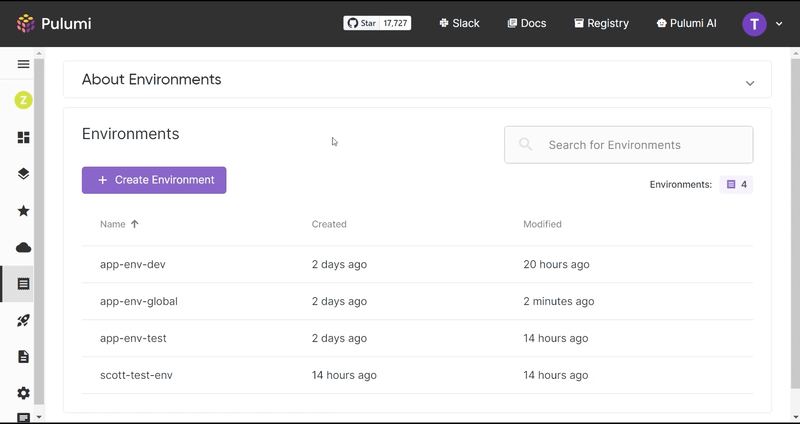 Pulumi
Star 17,727
Slack
Docs
Registry
Pulumi AI
T
Z
About Environments
Environments
Search for Environments
+ Create Environment
Environments: 4
Name Created Modified
app-env-dev 2 days ago 20 hours ago
app-env-global 2 days ago 2 minutes ago
app-env-test 2 days ago 14 hours ago
scott-test-env 14 hours ago 14 hours ago